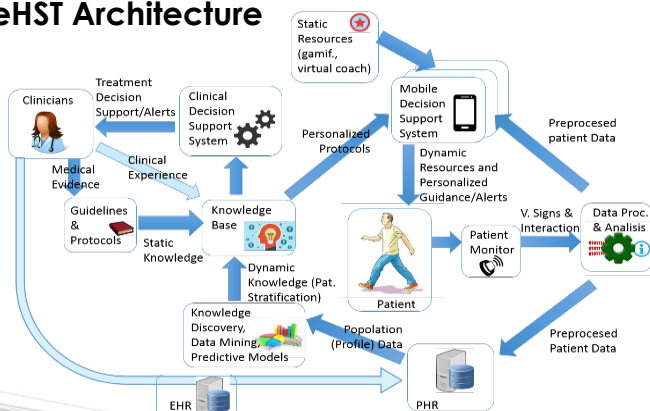 eHST Architecture
Static
Resources
(gamif.,
virtual coach)
Clinicians
Treatment
Decision
Support/Alerts
Clinical
Decision
Support
System
Mobile
Decision
Support
System
Personalized
Protocols
Preprocesed
patient Data
Medical
Evidence
Clinical
Experience
Dynamic
Resources and
Personalized
Guidance/Alerts
Guidelines
&
Protocols
Static
Knowledge
Knowledge
Base
Patient
Patient
Monitor
V. Signs &
Interaction
Data Proc.
& Analisis
Dynamic
Knowledge (Pat.
Stratification)
Knowledge
Discovery,
Data Mining,
Predictive Models
Popolation
(Profile) Data
Preprocesed
Patient Data
EHR
PHR